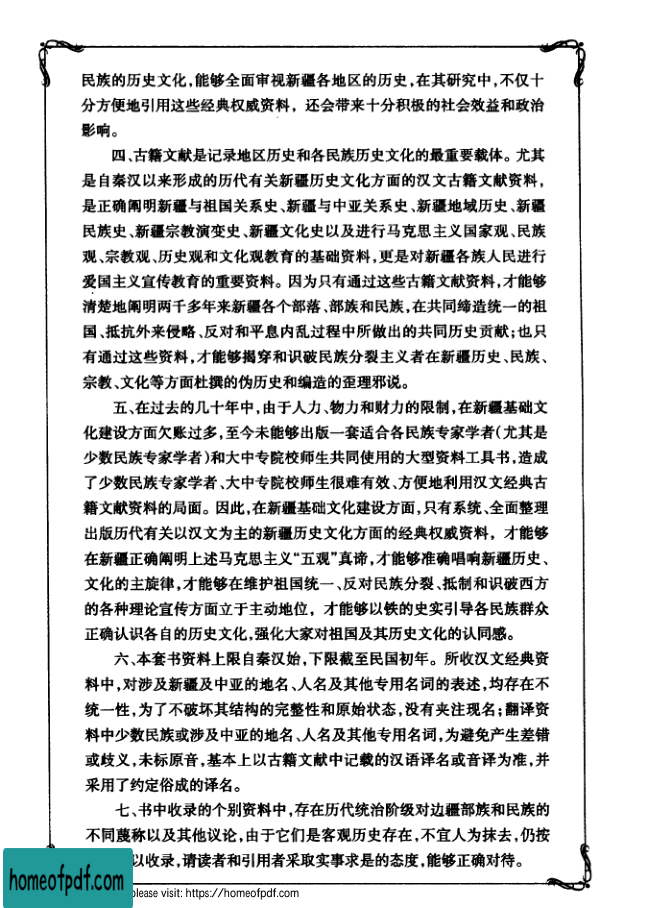 民族的历史文化,能够全面审视新疆各地区的历史,在其研究中,不仅十
分方便地引用这些经典权威资料，还会带来十分积极的社会效益和政治
影响。
四、古籍文献是记录地区历史和各民族历史文化的最重要载体。尤其
是自秦汉以来形成的历代有关新疆历史文化方面的汉文古籍文献资料,
是正确阐明新疆与祖国关系史、新疆与中亚关系史、新疆地域历史、新疆
民族史、新疆宗教演变史、新疆文化史以及进行马克思主义国家观、民族
观、宗教观、历史观和文化观教育的基础资料,更是对新疆各族人民进行
爱国主义宣传教育的重要资料。因为只有通过这些古籍文献资料,才能够
清楚地阐明两千多年来新疆各个部落、部族和民族,在共同缔造统一的祖
国、抵抗外来侵略、反对和平息内乱过程中所做出的共同历史贡献;也只
有通过这些资料,才能够揭穿和识破民族分裂主义者在新疆历史、民族、
宗教、文化等方面杜撰的伪历史和编造的歪理邪说。
五、在过去的几十年中,由于人力、物力和财力的限制,在新疆基础文
化建设方面欠账过多,至今未能够出版一套适合各民族专家学者(尤其是
少数民族专家学者)和大中专院校师生共同使用的大型资料工具书,造成
了少数民族专家学者、大中专院校师生很难有效、方便地利用汉文经典古
籍文献资料的局面。因此,在新疆基础文化建设方面,只有系统、全面整理
出版历代有关以汉文为主的新疆历史文化方面的经典权威资料，才能够
在新疆正确阐明上述马克思主义“五观”真谛,才能够准确唱响新疆历史、
文化的主旋律,才能够在维护祖国统一、反对民族分裂、抵制和识破西方
的各种理论宣传方面立于主动地位，才能够以铁的史实引导各民族群众
正确认识各自的历史文化,强化大家对祖国及其历史文化的认同感。
六、本套书资料上限自秦汉始,下限截至民国初年。所收汉文经典资
料中,对涉及新疆及中亚的地名、人名及其他专用名词的表述,均存在不
统一性,为了不破坏其结构的完整性和原始状态,没有夹注现名;翻译资
料中少数民族或涉及中亚的地名、人名及其他专用名词,为避免产生差错
或歧义,未标原音,基本上以古籍文献中记载的汉语译名或音译为准,并
采用了约定俗成的译名。
七、书中收录的个别资料中,存在历代统治阶级对边疆部族和民族的
不同蔑称以及其他议论,由于它们是客观历史存在,不宜人为抹去,仍按
以收录,请读者和引用者采取实事求是的态度,能够正确对待。
homeofpdf.com
please visit: https://homeofpdf.com